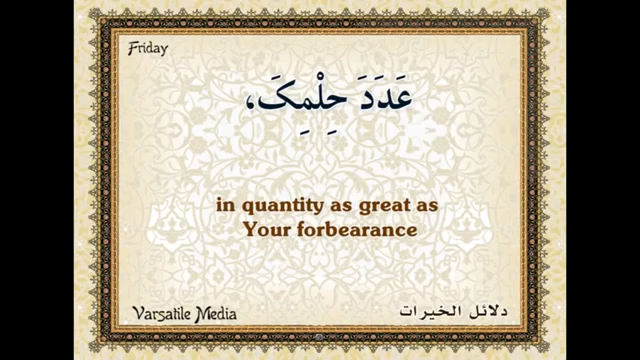 Friday
عَدَدَ حِلْمِكَ،
in quantity as great as
Your forbearance
Varsatile Media
دلائل الخيرات